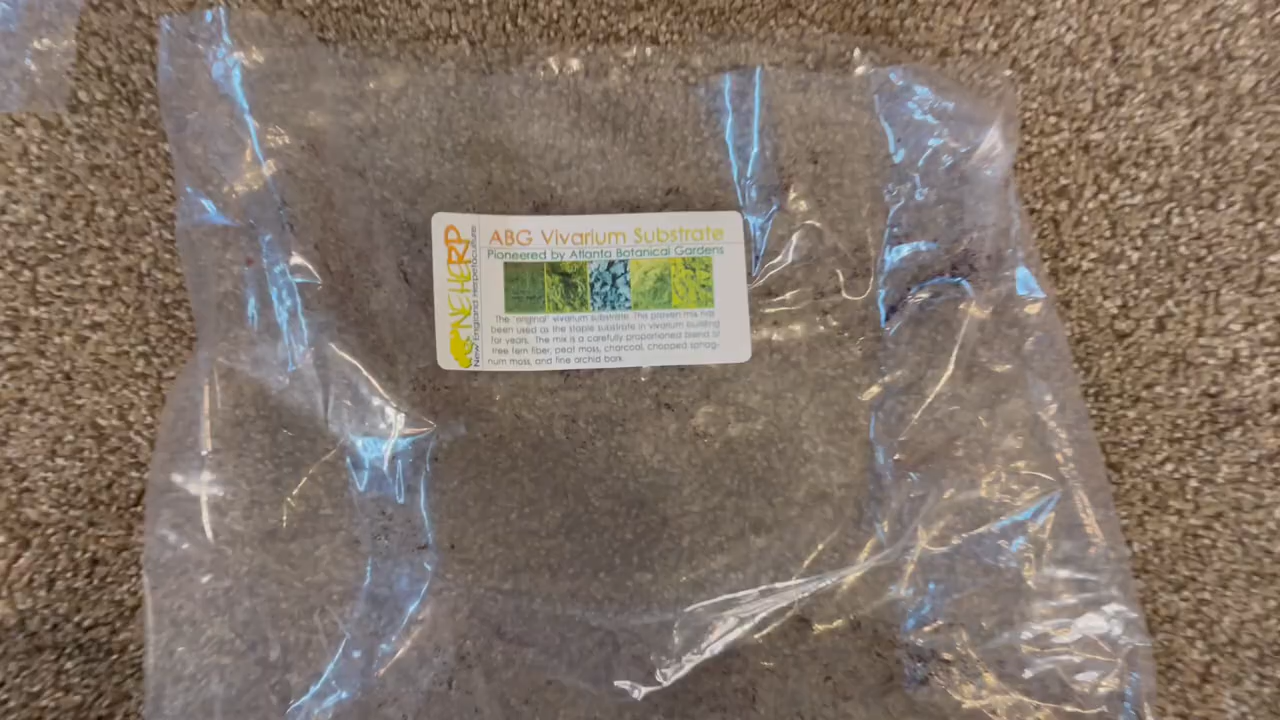 NEHERP
New England Herpetoculture
ABG Vivarium Substrate
Pioneered by Atlanta Botanical Gardens
The "original" vivarium substrate. This proven mix has
been used as the staple substrate in vivarium building
for years. The mix is a carefully proportioned blend of
tree fern fiber, peat moss, charcoal, chopped sphag-
num moss, and fine orchid bark.